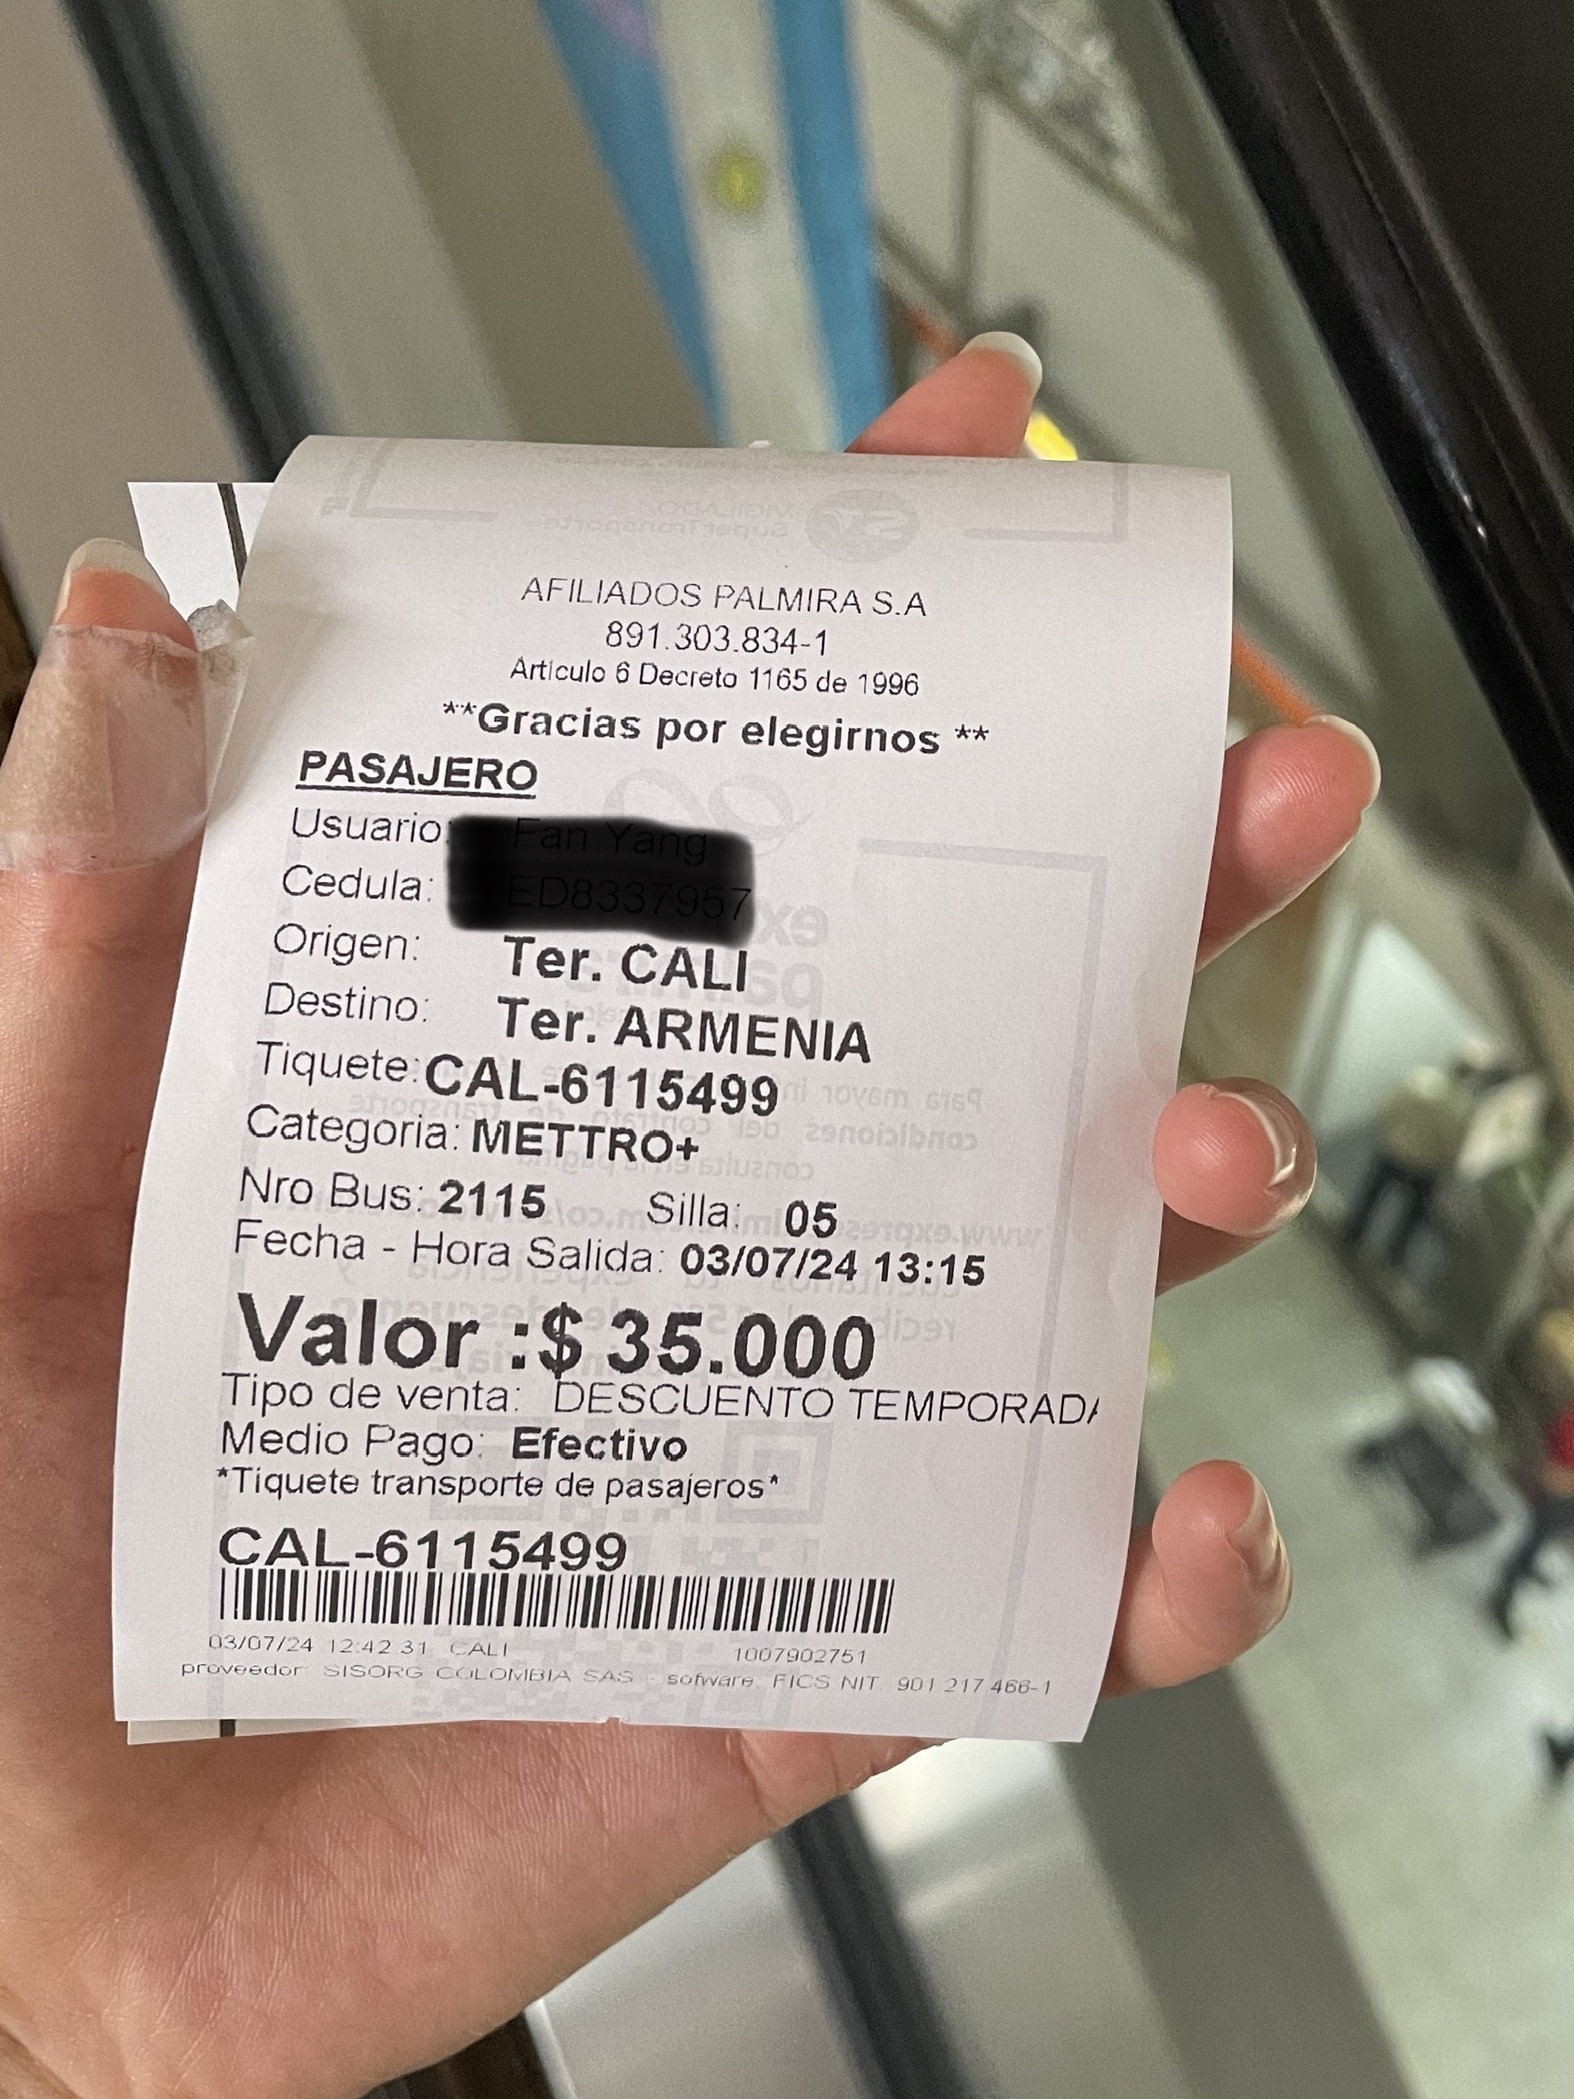 AFILIADOS PALMIRA S.A
891.303.834-1
Artículo 6 Decreto 1165 de 1996
**Gracias por elegirnos **
PASAJERO
Usuario:
Cedula:
Origen: Ter. CALI
Destino: Ter. ARMENIA
Tiquete: CAL-6115499
Categoria: METTRO+
Nro Bus: 2115 Silla: 05
Fecha - Hora Salida: 03/07/24 13:15
Valor :$ 35.000
Tipo de venta: DESCUENTO TEMPORADA
Medio Pago: Efectivo
*Tiquete transporte de pasajeros*
CAL-6115499
03/07/24 12:42:31 CALI 1007902751
proveedor: SISORG COLOMBIA SAS - sofware FICS NIT. 901 217 466-1